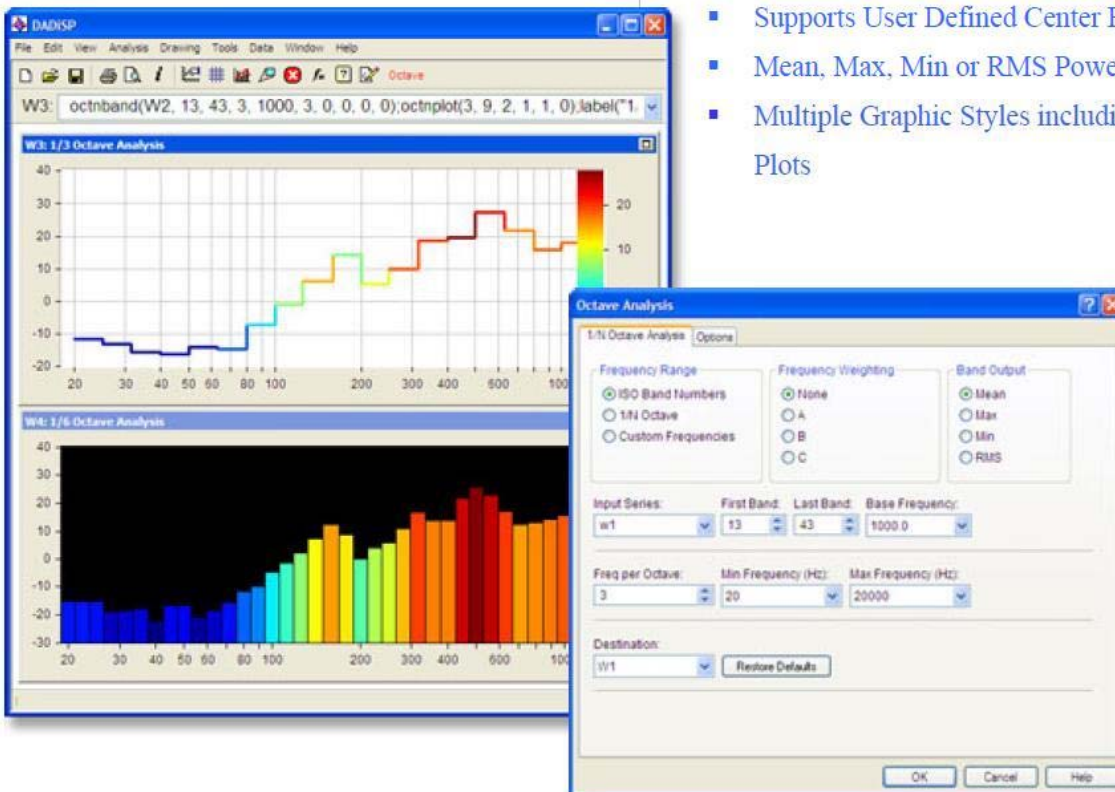 Supports User Defined Center
Mean, Max, Min or RMS
Multiple Graphic Styles
Plots
DADiSP
File Edit View Analysis Drawing Tools Data Window Help
Octave
W3: octnband(W2, 13, 43, 3, 1000, 3, 0, 0, 0, 0);octnplot(3, 9, 2, 1, 1, 0);label("1.
W3: 1/3 Octave Analysis
40
30
20
10
0
-10
-20
20 30 40 50 60 80 100 200 300 400 600
20
10
W4: 1/6 Octave Analysis
40
30
20
10
0
-10
-20
-30
20 30 40 50 60 80 100 200 300 400 600
Octave Analysis
1/N Octave Analysis Options
Frequency Range Frequency Weighting Band Output
ISO Band Numbers None Mean
1/N Octave A Max
Custom Frequencies B Min
C RMS
Input Series: First Band: Last Band: Base Frequency:
w1 13 43 1000.0
Freq per Octave: Min Frequency (Hz): Max Frequency (Hz):
3 20 20000
Destination:
W1 Restore Defaults
OK Cancel Help